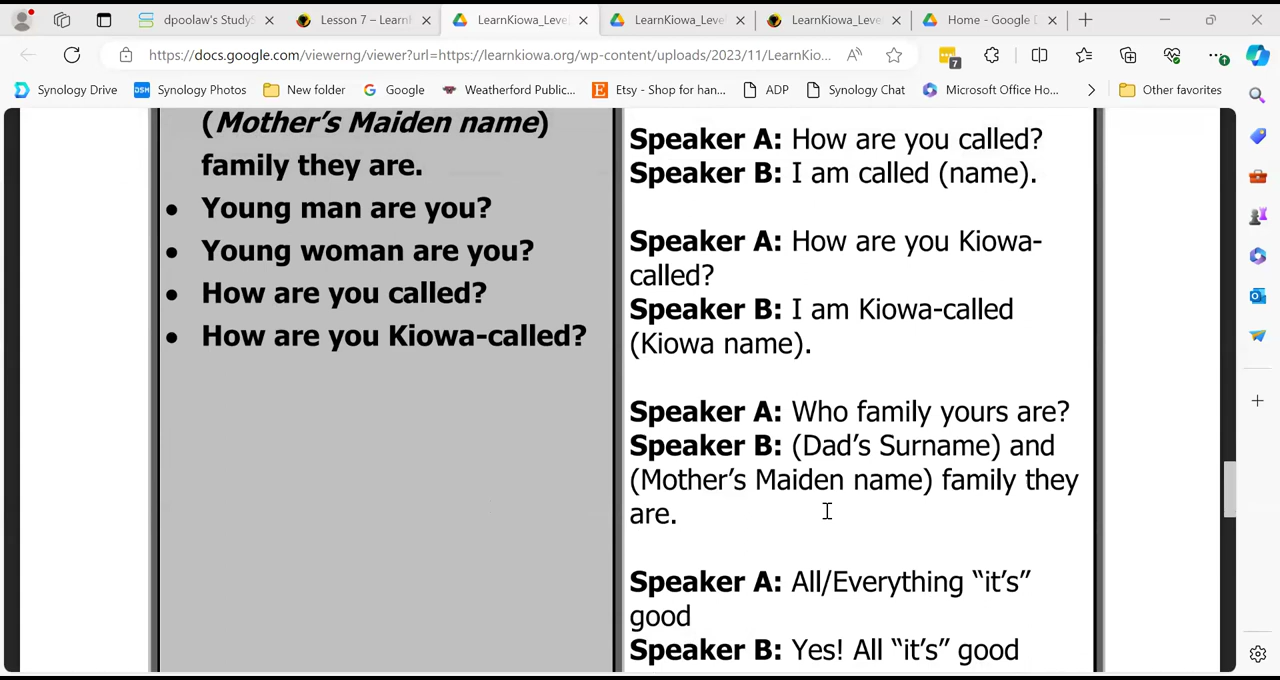 dpoolaw's StudyS
Lesson 7 – Learn
LearnKiowa_Leve
LearnKiowa_Leve
LearnKiowa_Leve
Home - Google D
https://docs.google.com/viewerng/viewer?url=https://learnkiowa.org/wp-content/uploads/2023/11/LearnKio...
7
Synology Drive
Synology Photos
New folder
Google
Weatherford Public...
Etsy - Shop for han...
ADP
Synology Chat
Microsoft Office Ho...
Other favorites
(Mother's Maiden name)
family they are.
• Young man are you?
• Young woman are you?
• How are you called?
• How are you Kiowa-called?
Speaker A: How are you called?
Speaker B: I am called (name).
Speaker A: How are you Kiowa-
called?
Speaker B: I am Kiowa-called
(Kiowa name).
Speaker A: Who family yours are?
Speaker B: (Dad's Surname) and
(Mother's Maiden name) family they
are.
Speaker A: All/Everything “it's”
good
Speaker B: Yes! All “it's” good